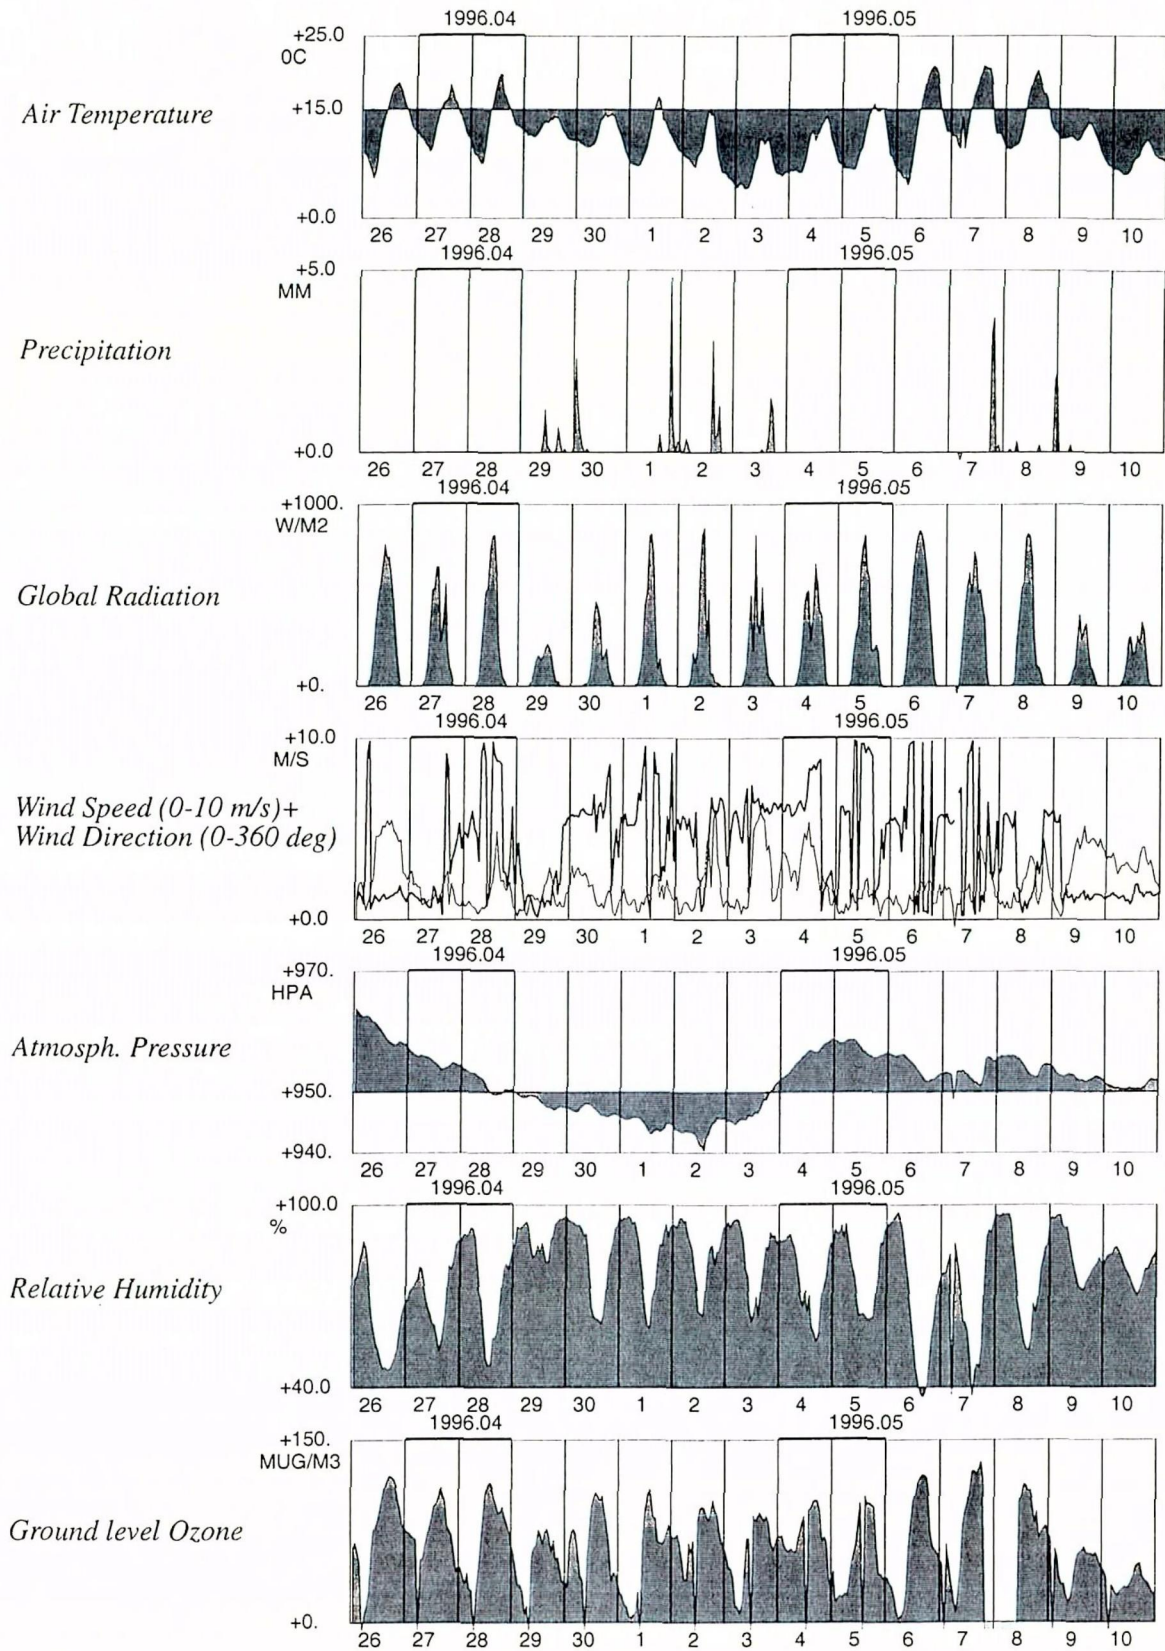 1996.04 1996.05
+25.0
0C
Air Temperature
+15.0
+0.0
26 27 28 29 30 1 2 3 4 5 6 7 8 9 10
1996.04 1996.05
+5.0
MM
Precipitation
+0.0
26 27 28 29 30 1 2 3 4 5 6 7 8 9 10
1996.04 1996.05
+1000.
W/M2
Global Radiation
+0.
26 27 28 29 30 1 2 3 4 5 6 7 8 9 10
1996.04 1996.05
+10.0
M/S
Wind Speed (0-10 m/s)+
Wind Direction (0-360 deg)
+0.0
26 27 28 29 30 1 2 3 4 5 6 7 8 9 10
1996.04 1996.05
+970.
HPA
Atmosph. Pressure
+950.
+940.
26 27 28 29 30 1 2 3 4 5 6 7 8 9 10
1996.04 1996.05
+100.0
%
Relative Humidity
+40.0
26 27 28 29 30 1 2 3 4 5 6 7 8 9 10
1996.04 1996.05
+150.
MUG/M3
Ground level Ozone
+0.
26 27 28 29 30 1 2 3 4 5 6 7 8 9 10